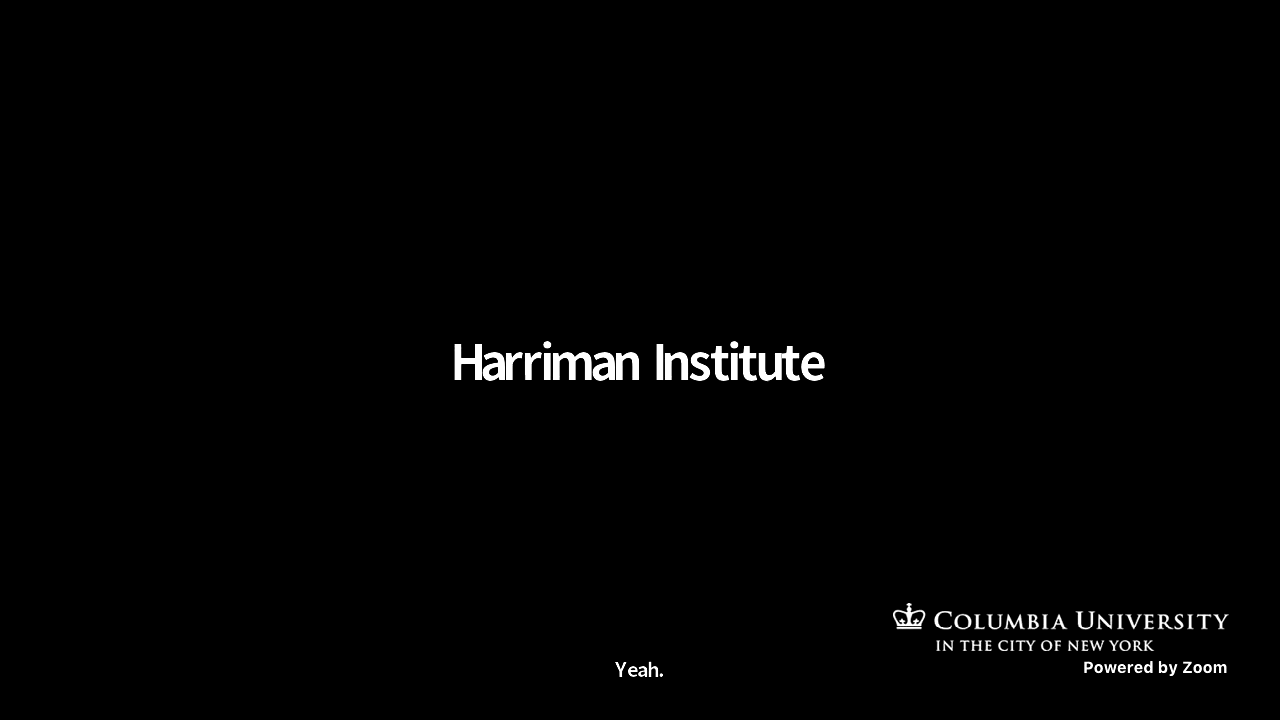 Harriman Institute
COLUMBIA UNIVERSITY
IN THE CITY OF NEW YORK
Yeah.
Powered by Zoom